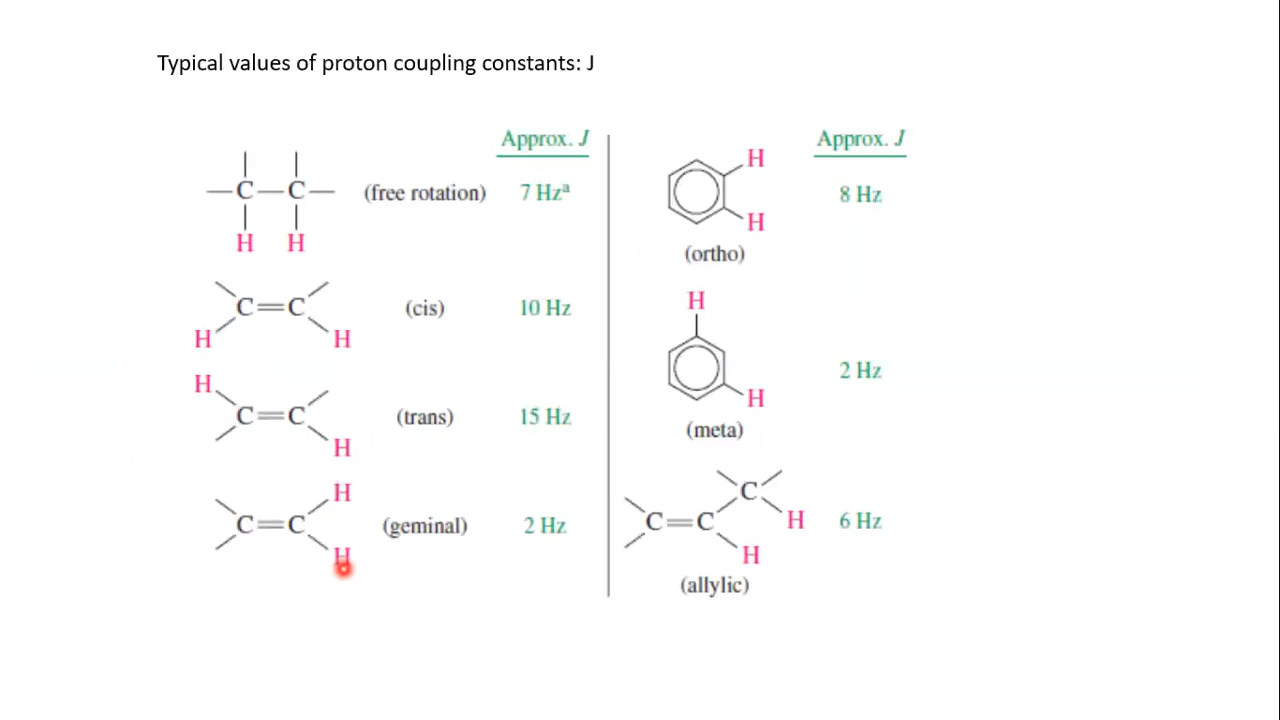 Typical values of proton coupling constants: J
Approx. J
C C
(free rotation)
7 Hzª
H H
C C
(cis)
10 Hz
H H
H
C C
(trans)
15 Hz
H
H
C C
(geminal)
2 Hz
H
Approx. J
H
8 Hz
H
(ortho)
H
2 Hz
H
(meta)
C
C C
H
6 Hz
H
(allylic)